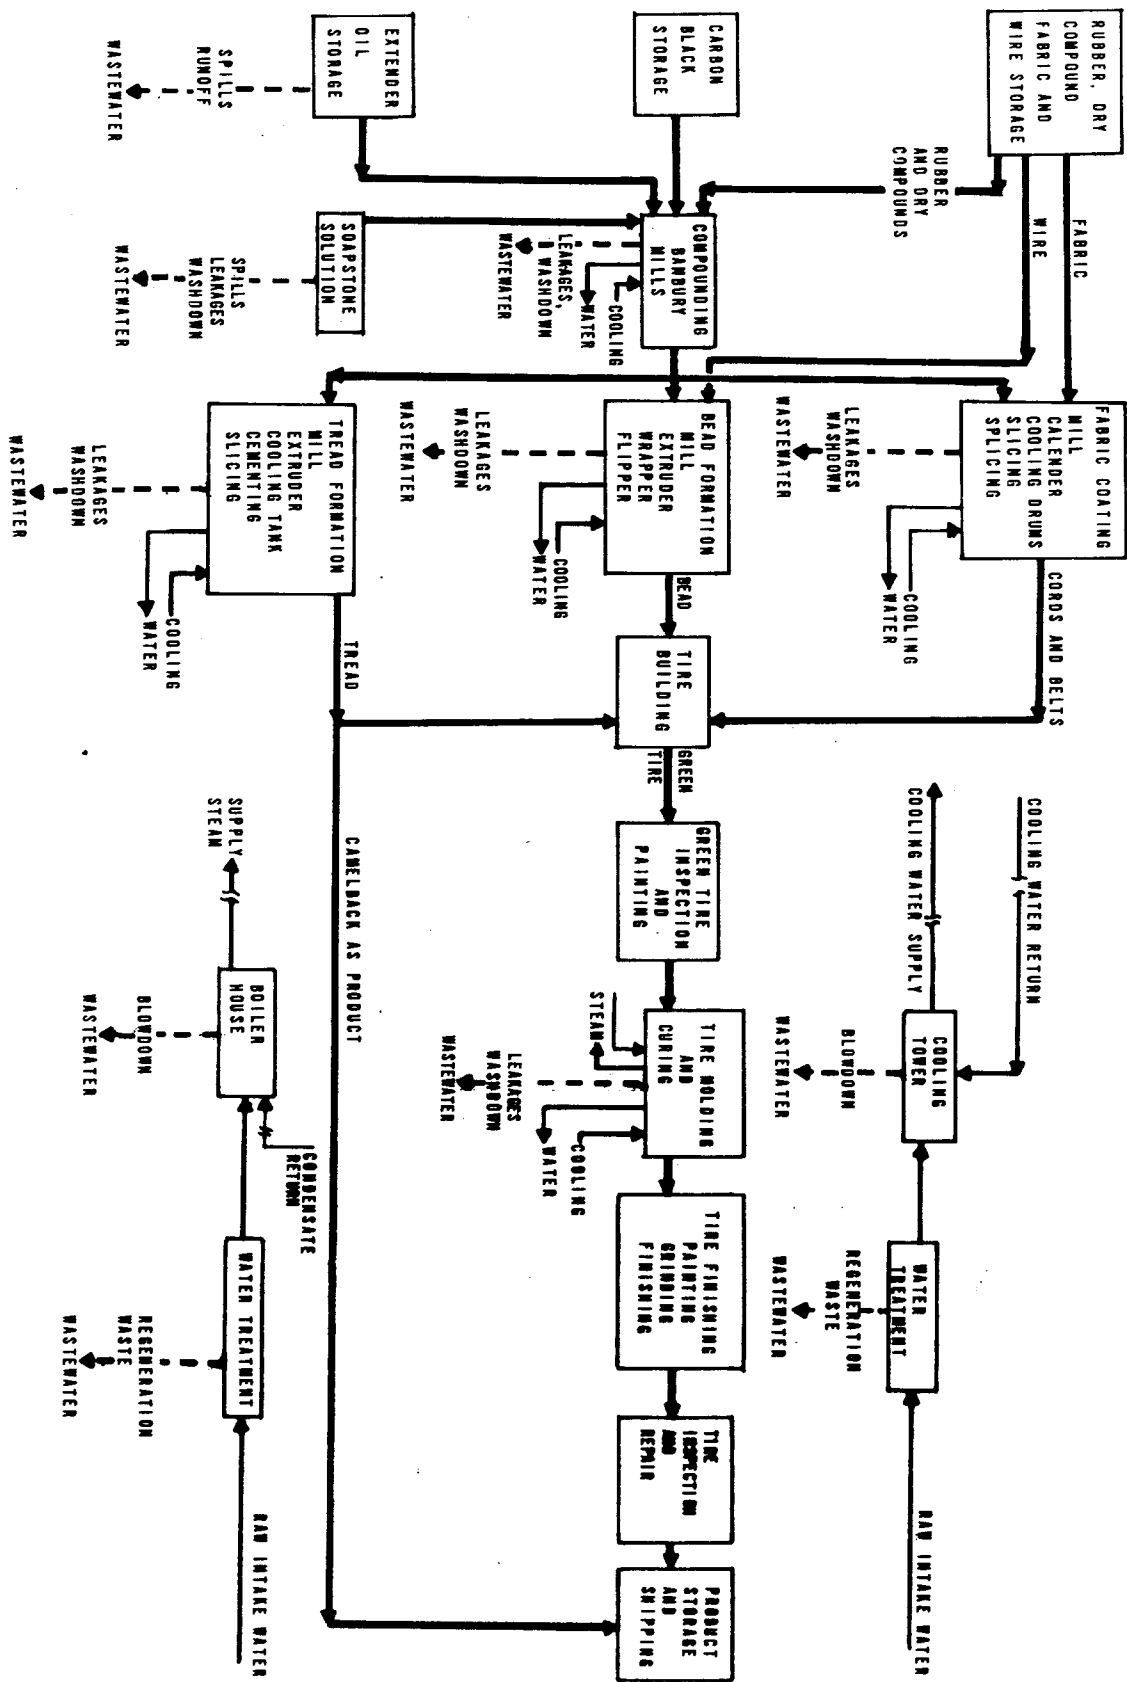 RUBBER, DRY
COMPOUND
FABRIC AND
WIRE STORAGE
CARBON
BLACK
STORAGE
EXTENDER
OIL
STORAGE
SPILLS
RUNOFF
WASTEWATER
FABRIC
WIRE
RUBBER
AND DRY
COMPOUNDS
COMPOUNDING
BANBURY
MILLS
COOLING
WATER
LEAKAGES,
WASHDOWN
WASTEWATER
SOAPSTONE
SOLUTION
SPILLS
LEAKAGES
WASHDOWN
WASTEWATER
FABRIC COATING
MILL
CALENDER
COOLING DRUMS
SLICING
SPLICING
COOLING
WATER
LEAKAGES
WASHDOWN
WASTEWATER
CORDS AND BELTS
BEAD FORMATION
MILL
EXTRUDER
WRAPPER
FLIPPER
COOLING
WATER
LEAKAGES
WASHDOWN
WASTEWATER
BEAD
TREAD FORMATION
MILL
EXTRUDER
COOLING TANK
CEMENTING
SLICING
COOLING
WATER
LEAKAGES
WASHDOWN
WASTEWATER
TREAD
TIRE
BUILDING
GREEN
TIRE
GREEN TIRE
INSPECTION
AND
PAINTING
TIRE MOLDING
AND
CURING
STEAM
COOLING
WATER
LEAKAGES
WASHDOWN
WASTEWATER
TIRE FINISHING
PAINTING
GRINDING
FINISHING
TIRE
INSPECTION
AND
REPAIR
PRODUCT
STORAGE
AND
SHIPPING
CAMELBACK AS PRODUCT
COOLING WATER RETURN
COOLING WATER SUPPLY
COOLING
TOWER
BLOWDOWN
WASTEWATER
WATER
TREATMENT
REGENERATION
WASTE
WASTEWATER
RAW INTAKE WATER
SUPPLY
STEAM
BOILER
HOUSE
BLOWDOWN
WASTEWATER
CONDENSATE
RETURN
WATER TREATMENT
REGENERATION
WASTE
WASTEWATER
RAW INTAKE WATER